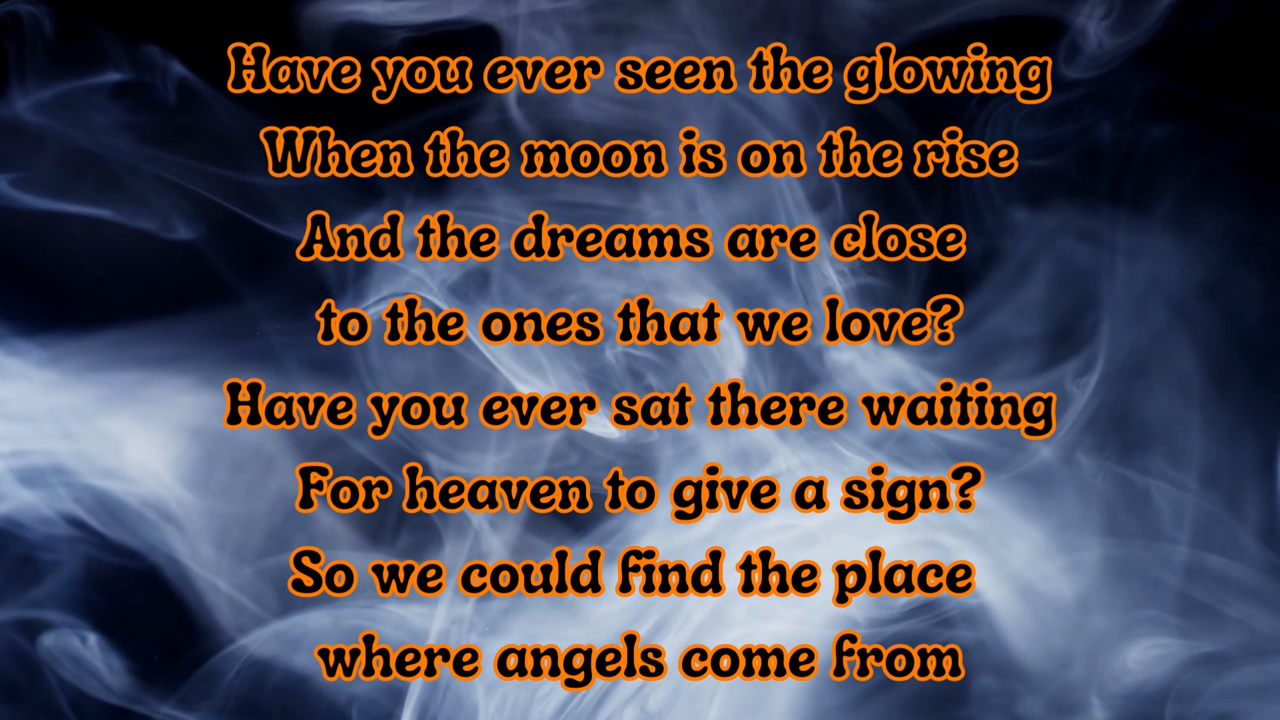 Have you ever seen the glowing
When the moon is on the rise
And the dreams are close
to the ones that we love?
Have you ever sat there waiting
For heaven to give a sign?
So we could find the place
where angels come from